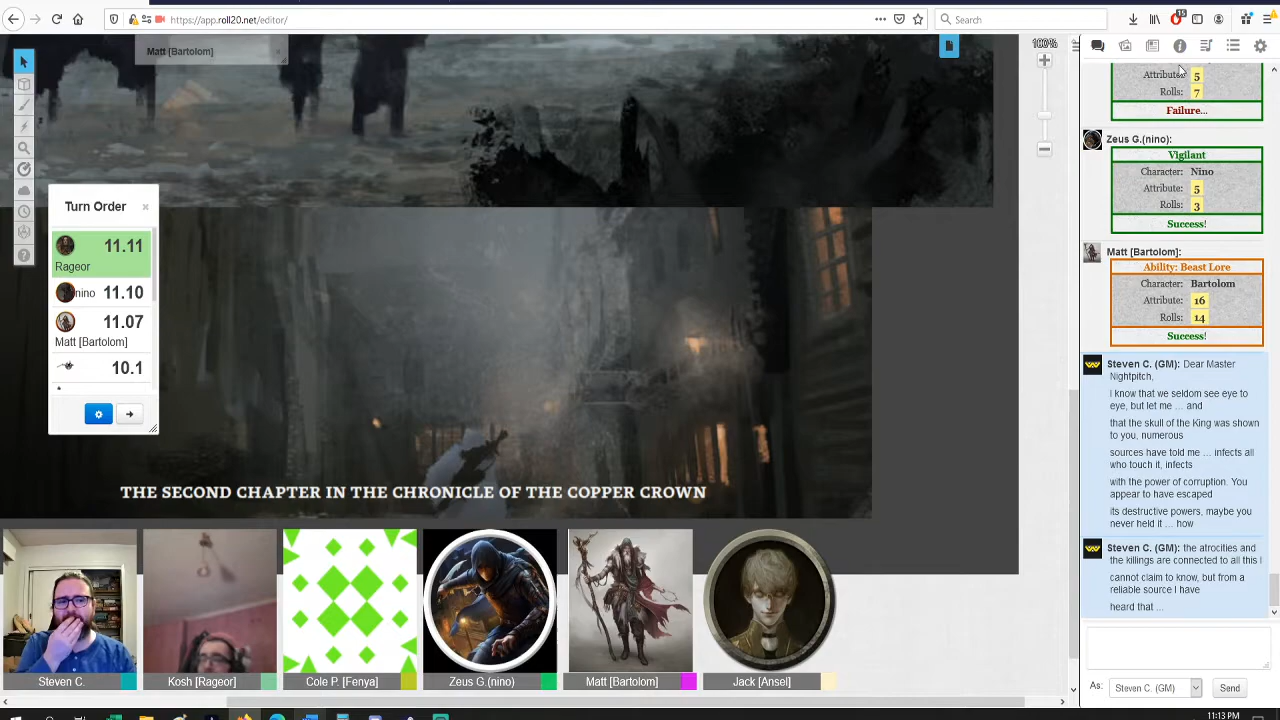 https://app.roll20.net/editor/
Search
15
Matt [Bartolom]
100%
Turn Order
11.11
Rageor
nino 11.10
11.07
Matt [Bartolom]
10.1
THE SECOND CHAPTER IN THE CHRONICLE OF THE COPPER CROWN
Steven C.
Kosh [Rageor]
Cole P. [Fenya]
Zeus G.(nino)
Matt [Bartolom]
Jack [Ansel]
Attribute: 5
Rolls: 7
Failure...
Zeus G.(nino):
Vigilant
Character: Nino
Attribute: 5
Rolls: 3
Success!
Matt [Bartolom]:
Ability: Beast Lore
Character: Bartolom
Attribute: 16
Rolls: 14
Success!
Steven C. (GM): Dear Master
Nightpitch,
I know that we seldom see eye to
eye, but let me ... and
that the skull of the King was shown
to you, numerous
sources have told me ... infects all
who touch it, infects
with the power of corruption. You
appear to have escaped
its destructive powers, maybe you
never held it ... how
Steven C. (GM): the atrocities and
the killings are connected to all this I
cannot claim to know, but from a
reliable source I have
heard that ...
As: Steven C. (GM) Send
11:13 PM